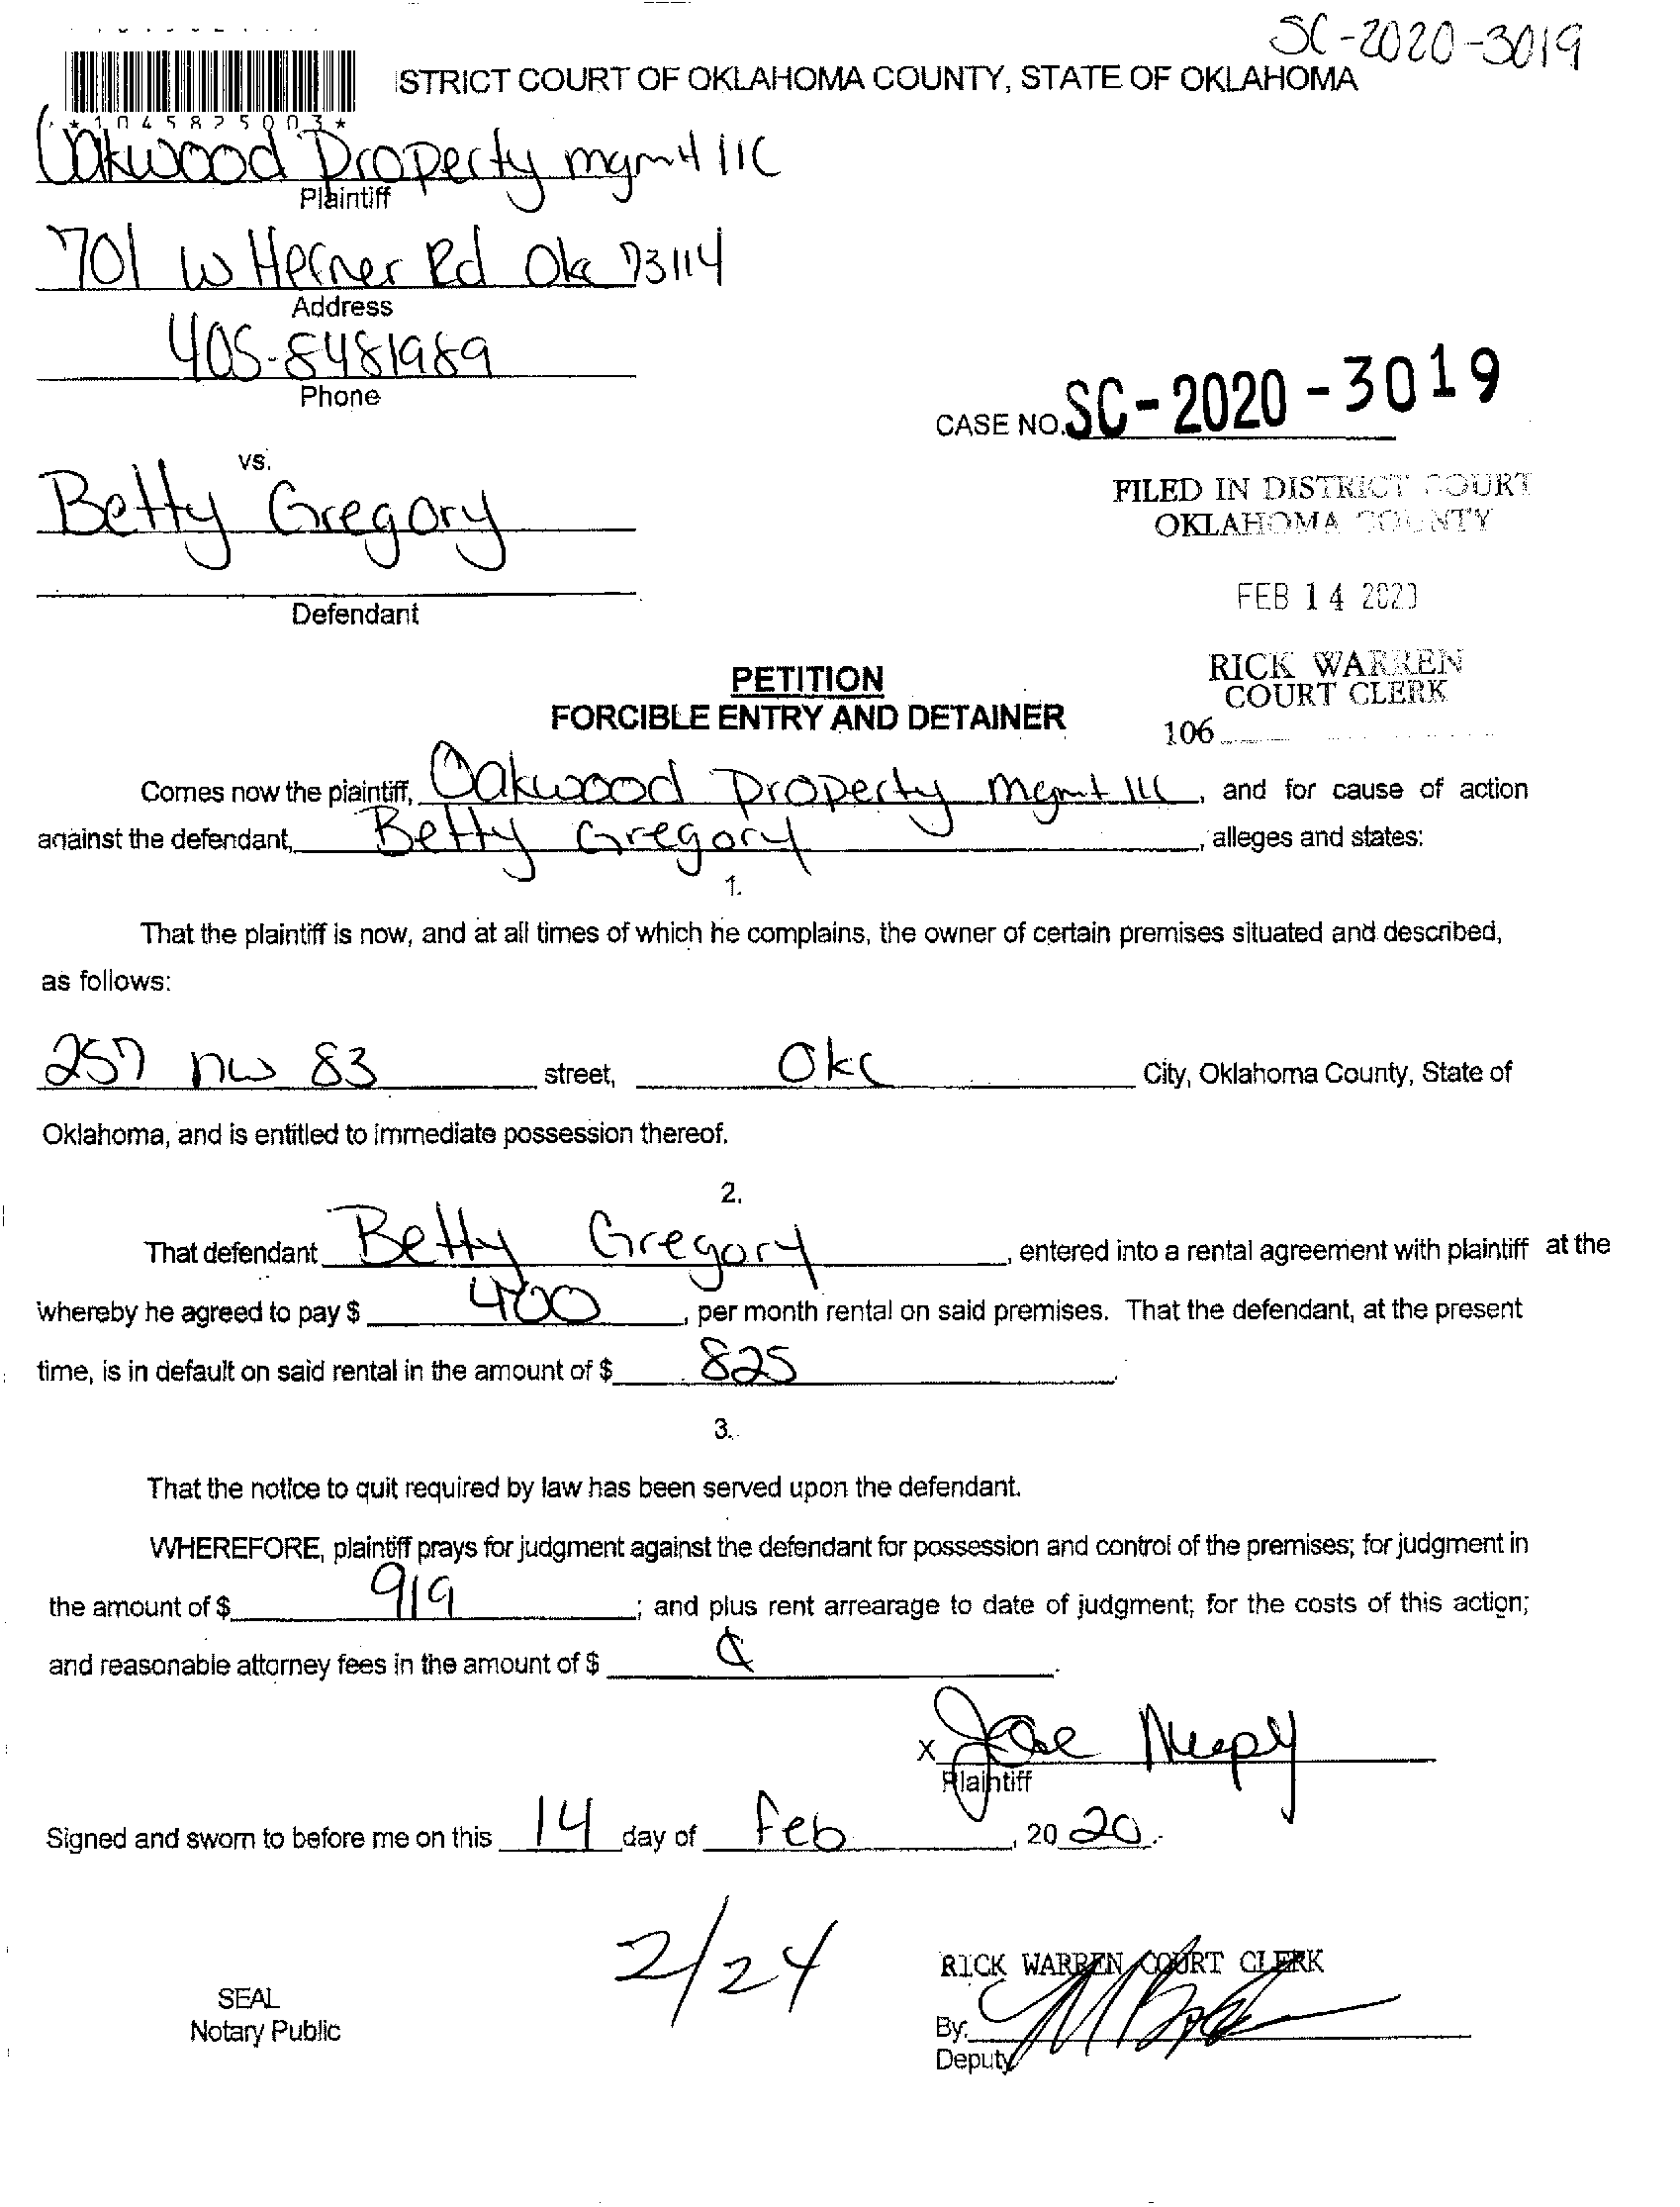 SC-2020-3019
STRICT COURT OF OKLAHOMA COUNTY, STATE OF OKLAHOMA
*1045825003*
Oakwood Property mgmt llC
Plaintiff
701 W Hefner Rd Okc 73114
Address
405-8481989
Phone
CASE NO. SC-2020-3019
vs.
Betty Gregory
FILED IN DISTRICT COURT
OKLAHOMA COUNTY
Defendant
FEB 14 2020
RICK WARREN
COURT CLERK
106
PETITION
FORCIBLE ENTRY AND DETAINER
Comes now the plaintiff, Oakwood Property Mgmt llC, and for cause of action
against the defendant, Betty Gregory, alleges and states:
1.
That the plaintiff is now, and at all times of which he complains, the owner of certain premises situated and described,
as follows:
257 nw 83 street, Okc City, Oklahoma County, State of
Oklahoma, and is entitled to immediate possession thereof.
2.
That defendant Betty Gregory, entered into a rental agreement with plaintiff at the
whereby he agreed to pay $ 400, per month rental on said premises. That the defendant, at the present
time, is in default on said rental in the amount of $ 825.
3.
That the notice to quit required by law has been served upon the defendant.
WHEREFORE, plaintiff prays for judgment against the defendant for possession and control of the premises; for judgment in
the amount of $ 919; and plus rent arrearage to date of judgment; for the costs of this action;
and reasonable attorney fees in the amount of $
X
Plaintiff
Signed and sworn to before me on this 14 day of Feb, 20 20.
2/24
RICK WARREN COURT CLERK
SEAL
Notary Public
By.
Deputy